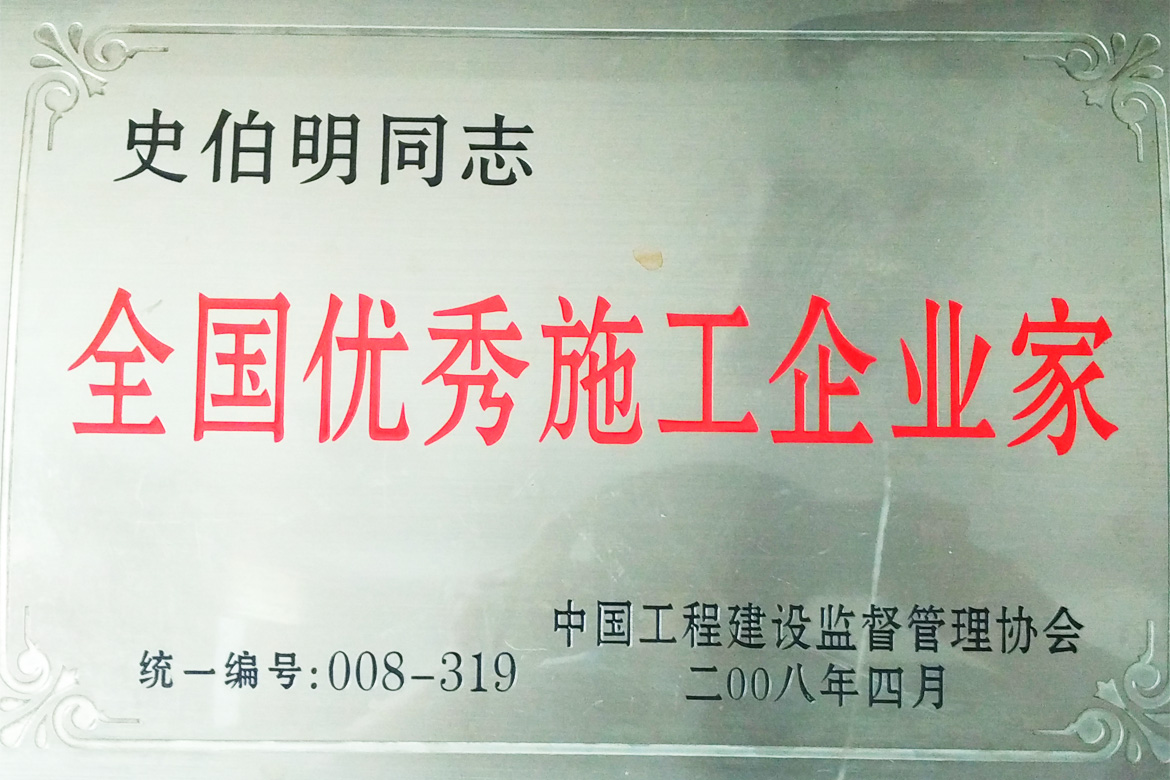 史伯明同志
全国优秀施工企业家
中国工程建设监督管理协会
统一编号:008-319
二00八年四月